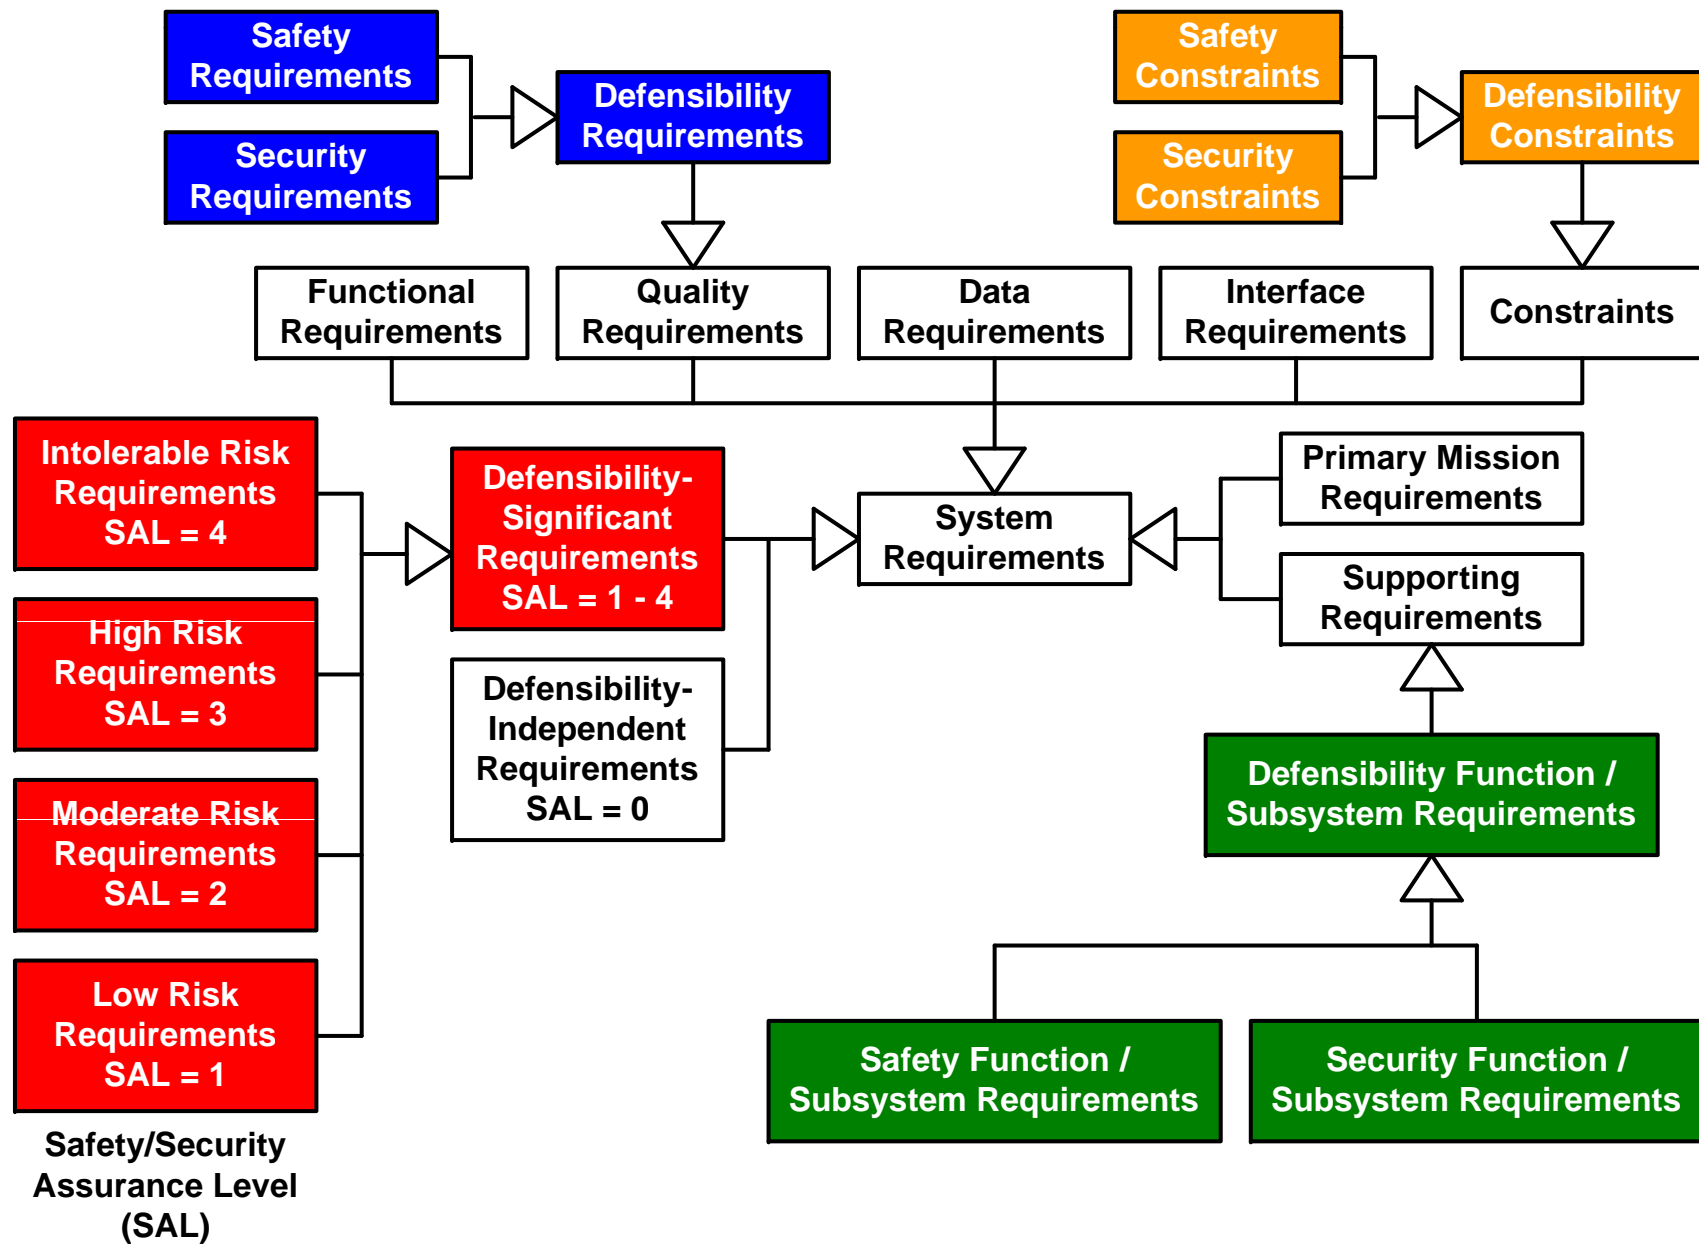 Safety
Requirements
Security
Requirements
Defensibility
Requirements
Safety
Constraints
Security
Constraints
Defensibility
Constraints
Functional
Requirements
Quality
Requirements
Data
Requirements
Interface
Requirements
Constraints
Intolerable Risk
Requirements
SAL = 4
High Risk
Requirements
SAL = 3
Moderate Risk
Requirements
SAL = 2
Low Risk
Requirements
SAL = 1
Safety/Security
Assurance Level
(SAL)
Defensibility-
Significant
Requirements
SAL = 1 - 4
Defensibility-
Independent
Requirements
SAL = 0
System
Requirements
Primary Mission
Requirements
Supporting
Requirements
Defensibility Function /
Subsystem Requirements
Safety Function /
Subsystem Requirements
Security Function /
Subsystem Requirements